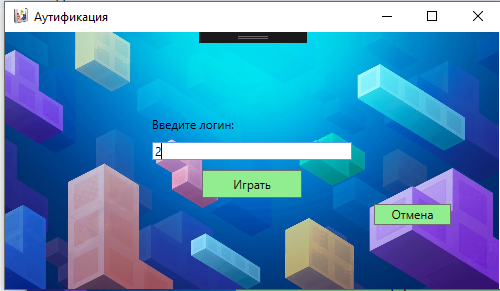 Аутификация
Введите логин:
2
Играть
Отмена